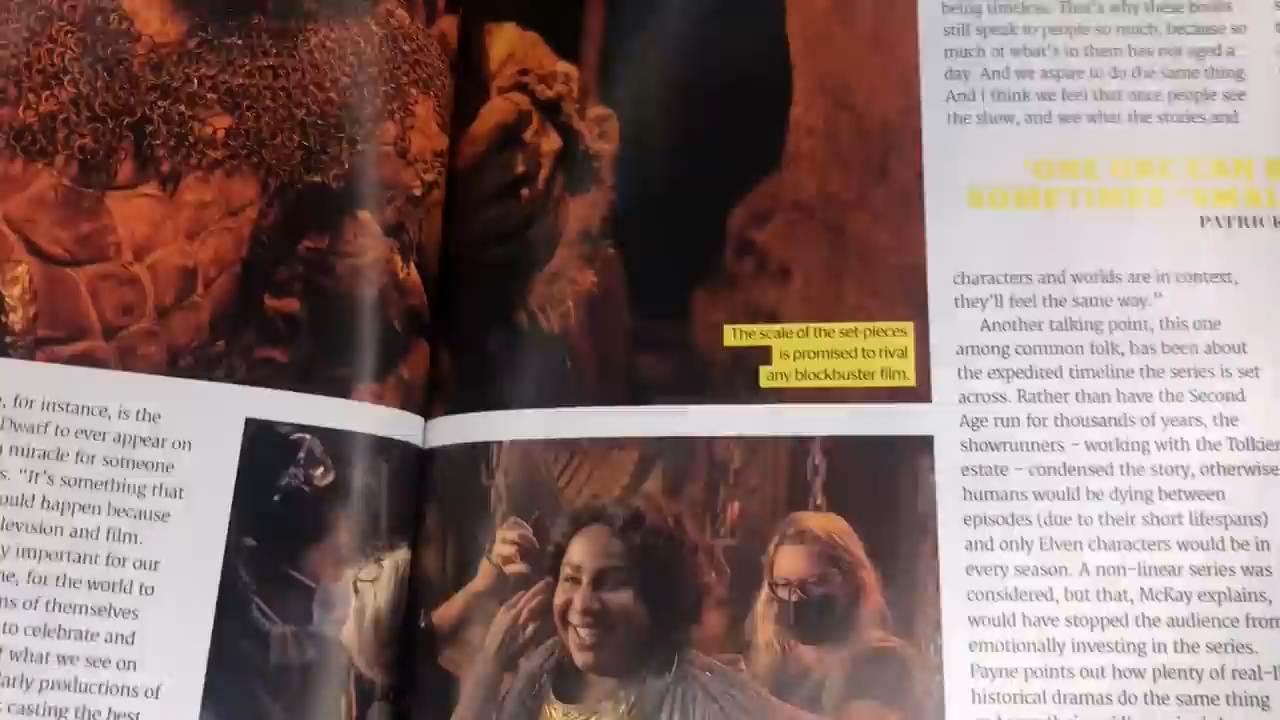 , for instance, is the
Dwarf to ever appear on
miracle for someone
s. “It's something that
ould happen because
levision and film.
y important for our
ne, for the world to
ns of themselves
to celebrate and
what we see on
arly productions of
casting the best
The scale of the set-pieces
is promised to rival
any blockbuster film.
being timeless. That's why these books
still speak to people so much, because so
much of what's in them has not aged a
day. And we aspire to do the same thing.
And I think we feel that once people see
the show, and see what the stories and
'ONE ORC CAN B
SOMETIMES "SMAL
PATRICK
characters and worlds are in context,
they'll feel the same way.”
Another talking point, this one
among common folk, has been about
the expedited timeline the series is set
across. Rather than have the Second
Age run for thousands of years, the
showrunners – working with the Tolkien
estate – condensed the story, otherwise
humans would be dying between
episodes (due to their short lifespans)
and only Elven characters would be in
every season. A non-linear series was
considered, but that, McKay explains,
would have stopped the audience from
emotionally investing in the series.
Payne points out how plenty of real-l
historical dramas do the same thing